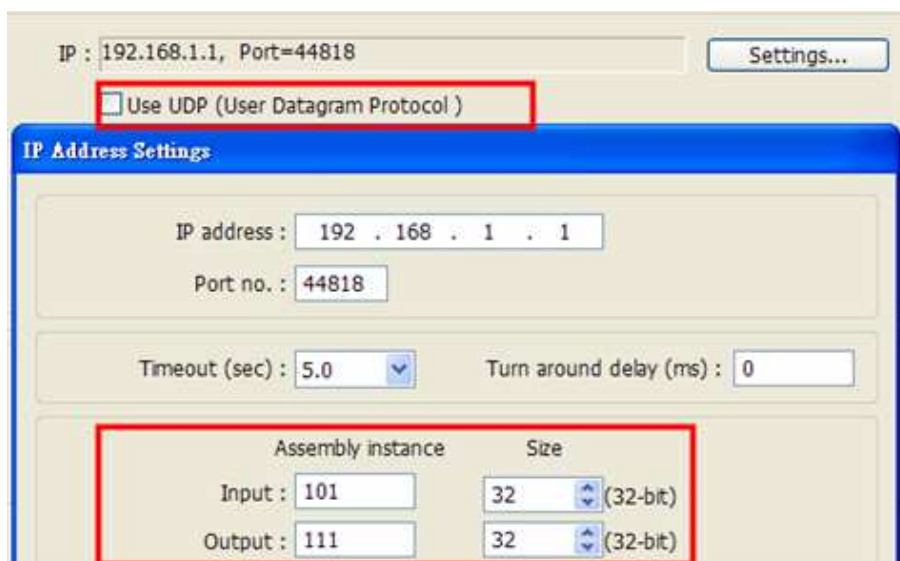 IP : 192.168.1.1, Port=44818 Settings...
Use UDP (User Datagram Protocol )
IP Address Settings
IP address : 192 . 168 . 1 . 1
Port no. : 44818
Timeout (sec) : 5.0 Turn around delay (ms) : 0
Assembly instance Size
Input : 101 32 (32-bit)
Output : 111 32 (32-bit)